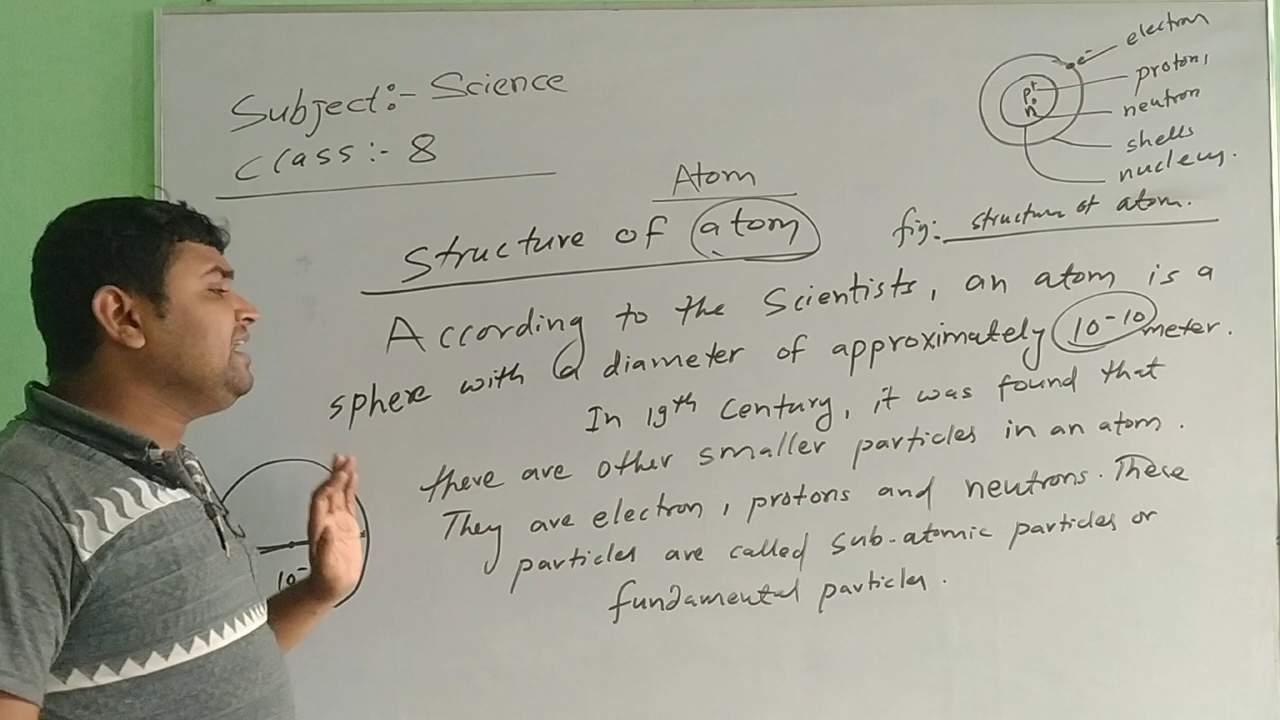 Subject:- Science
Class:- 8
electron
e-
proton,
p+
neutron
n°
shells
nucleus.
fig:- structure of atom.
Atom
Structure of atom
According to the Scientists, an atom is a
sphere with a diameter of approximately 10-10 meter.
In 19th Century, it was found that
there are other smaller particles in an atom.
They are electron, protons and neutrons. These
particles are called sub-atomic particles or
fundamental particles.
10-